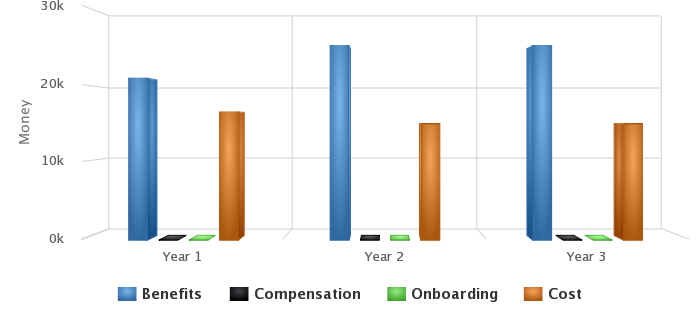 30k
20k
Money
10k
0k
Year 1 Year 2 Year 3
Benefits Compensation Onboarding Cost